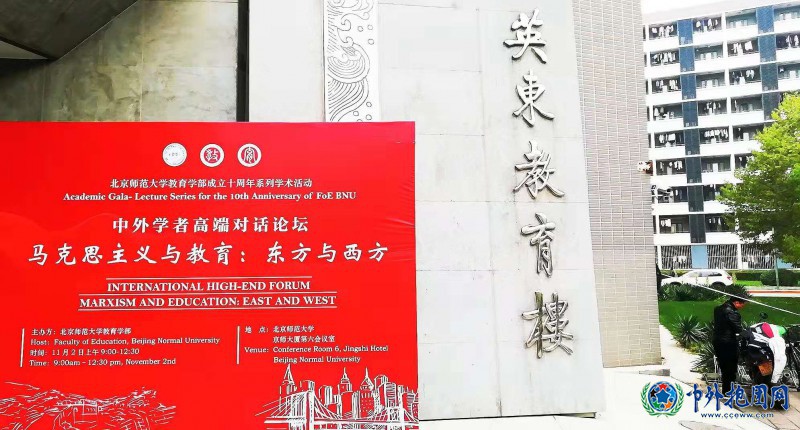 北京师范大学教育学部成立十周年系列学术活动
Academic Gala- Lecture Series for the 10th Anniversary of FoE BNU
中外学者高端对话论坛
马克思主义与教育：东方与西方
INTERNATIONAL HIGH-END FORUM
MARXISM AND EDUCATION: EAST AND WEST
主办方：北京师范大学教育学部
Host: Faculty of Education, Beijing Normal University
时间：11月2日上午9:00-12:30
Time: 9:00am - 12:30 pm, November 2nd
地 点：北京师范大学
京师大厦第六会议室
Venue: Conference Room 6, Jingshi Hotel
Beijing Normal University
英東教育樓
www.cceww.com